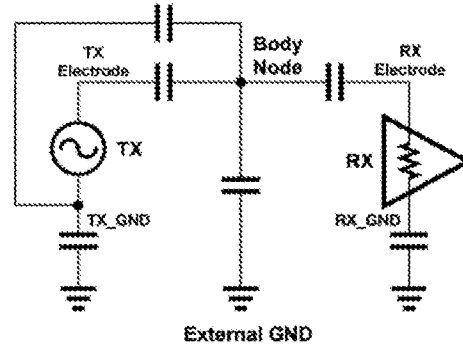 TX
Electrode
Body
Node
RX
Electrode
TX
RX
TX_GND
RX_GND
External GND